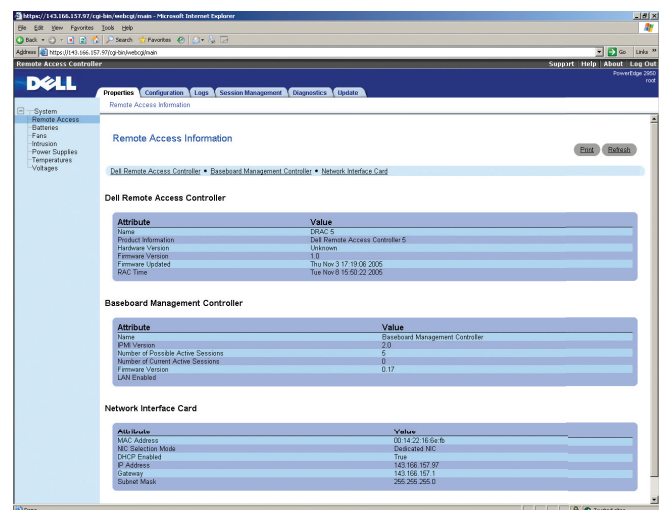 https://143.166.157.97/cgi-bin/webcgi/main - Microsoft Internet Explorer
File Edit View Favorites Tools Help
Back Search Favorites
Address https://143.166.157.97/cgi-bin/webcgi/main Go Links »
Remote Access Controller Support Help About Log Out
DELL
PowerEdge 2950
root
Properties Configuration Logs Session Management Diagnostics Update
Remote Access Information
System
Remote Access
Batteries
Fans
Intrusion
Power Supplies
Temperatures
Voltages
Remote Access Information
Print Refresh
Dell Remote Access Controller • Baseboard Management Controller • Network Interface Card
Dell Remote Access Controller
Attribute Value
Name DRAC 5
Product Information Dell Remote Access Controller 5
Hardware Version Unknown
Firmware Version 1.0
Firmware Updated Thu Nov 3 17:19:06 2005
RAC Time Tue Nov 8 15:50:22 2005
Baseboard Management Controller
Attribute Value
Name Baseboard Management Controller
IPMI Version 2.0
Number of Possible Active Sessions 5
Number of Current Active Sessions 0
Firmware Version 0.17
LAN Enabled
Network Interface Card
Attribute Value
MAC Address 00:14:22:16:6e:fb
NIC Selection Mode Dedicated NIC
DHCP Enabled True
IP Address 143.166.157.97
Gateway 143.166.157.1
Subnet Mask 255.255.255.0